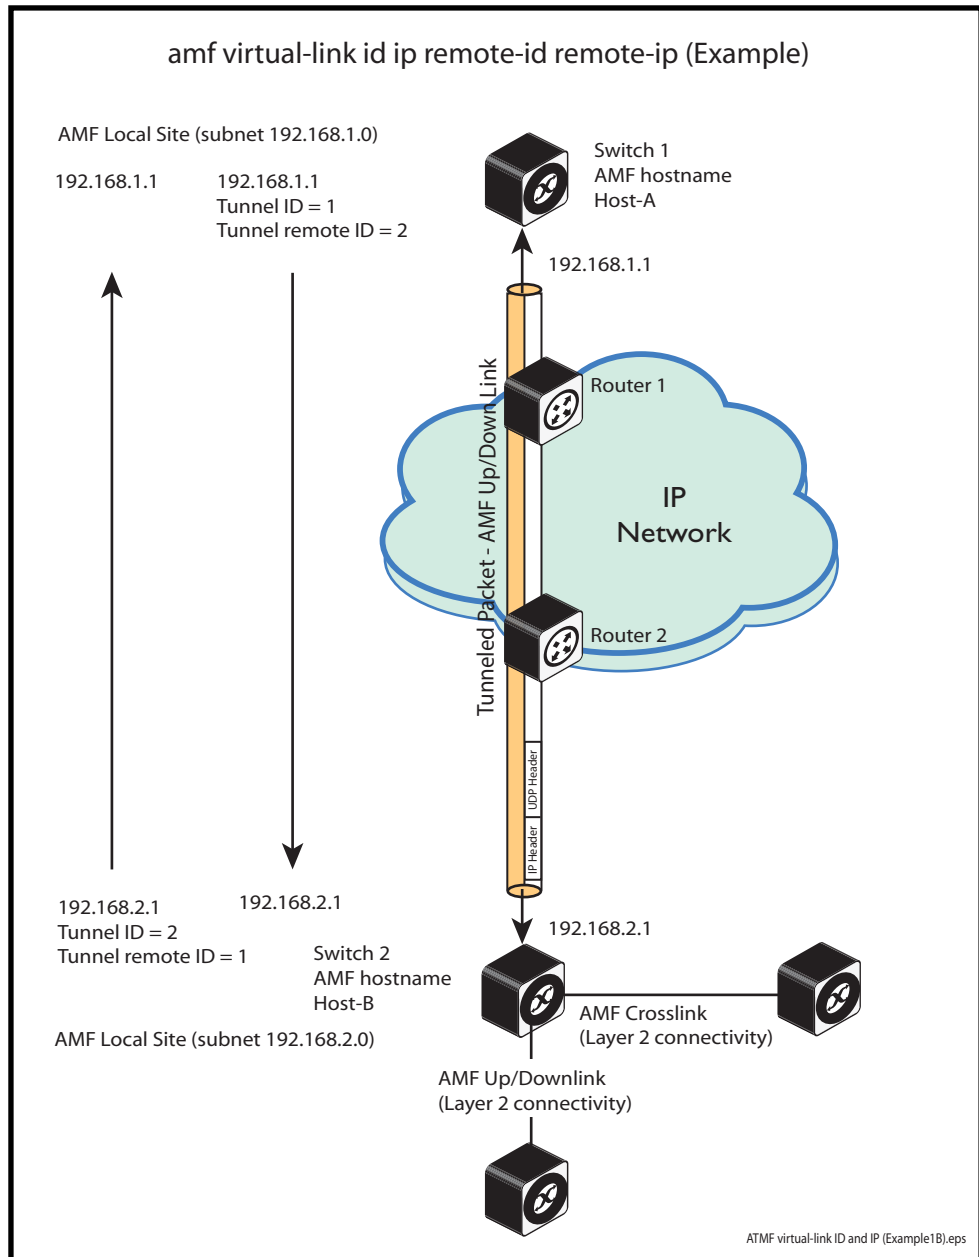 amf virtual-link id ip remote-id remote-ip (Example)
AMF Local Site (subnet 192.168.1.0)
192.168.1.1
192.168.1.1
Tunnel ID = 1
Tunnel remote ID = 2
Switch 1
AMF hostname
Host-A
192.168.1.1
Router 1
Tunneled Packet - AMF Up/Down Link
IP
Network
Router 2
UDP Header
IP Header
192.168.2.1
Tunnel ID = 2
Tunnel remote ID = 1
192.168.2.1
192.168.2.1
Switch 2
AMF hostname
Host-B
AMF Local Site (subnet 192.168.2.0)
AMF Crosslink
(Layer 2 connectivity)
AMF Up/Downlink
(Layer 2 connectivity)
ATMF virtual-link ID and IP (Example1B).eps